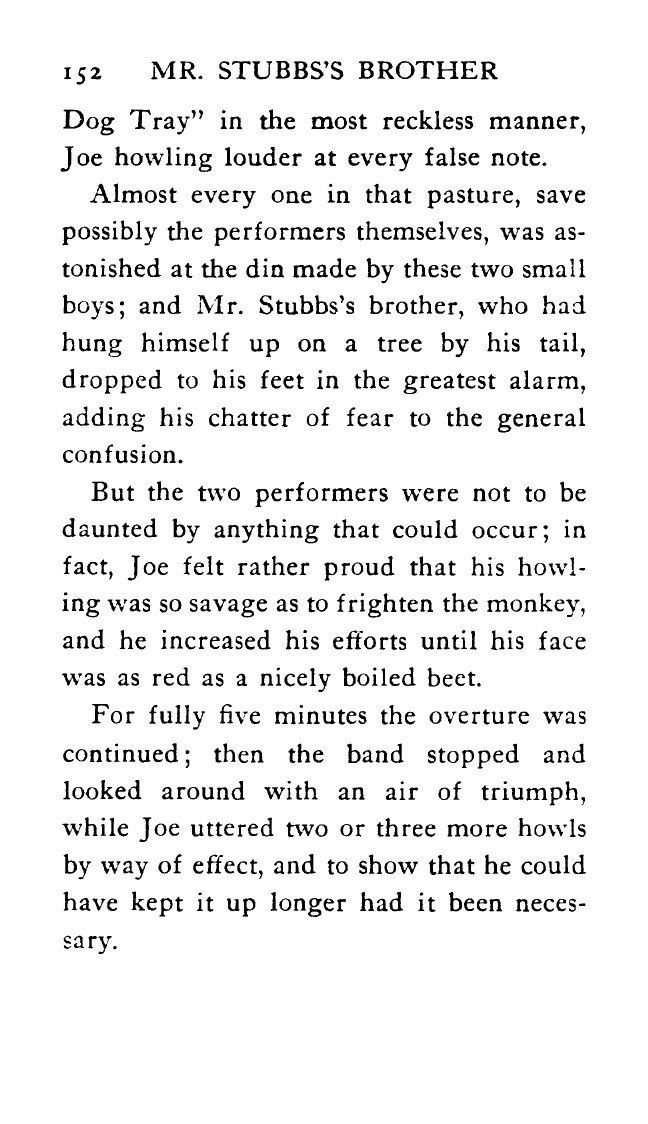 152 MR. STUBBS'S BROTHER
Dog Tray" in the most reckless manner,
Joe howling louder at every false note.
Almost every one in that pasture, save
possibly the performers themselves, was as-
tonished at the din made by these two small
boys; and Mr. Stubbs's brother, who had
hung himself up on a tree by his tail,
dropped to his feet in the greatest alarm,
adding his chatter of fear to the general
confusion.
But the two performers were not to be
daunted by anything that could occur; in
fact, Joe felt rather proud that his howl-
ing was so savage as to frighten the monkey,
and he increased his efforts until his face
was as red as a nicely boiled beet.
For fully five minutes the overture was
continued; then the band stopped and
looked around with an air of triumph,
while Joe uttered two or three more howls
by way of effect, and to show that he could
have kept it up longer had it been neces-
sary.